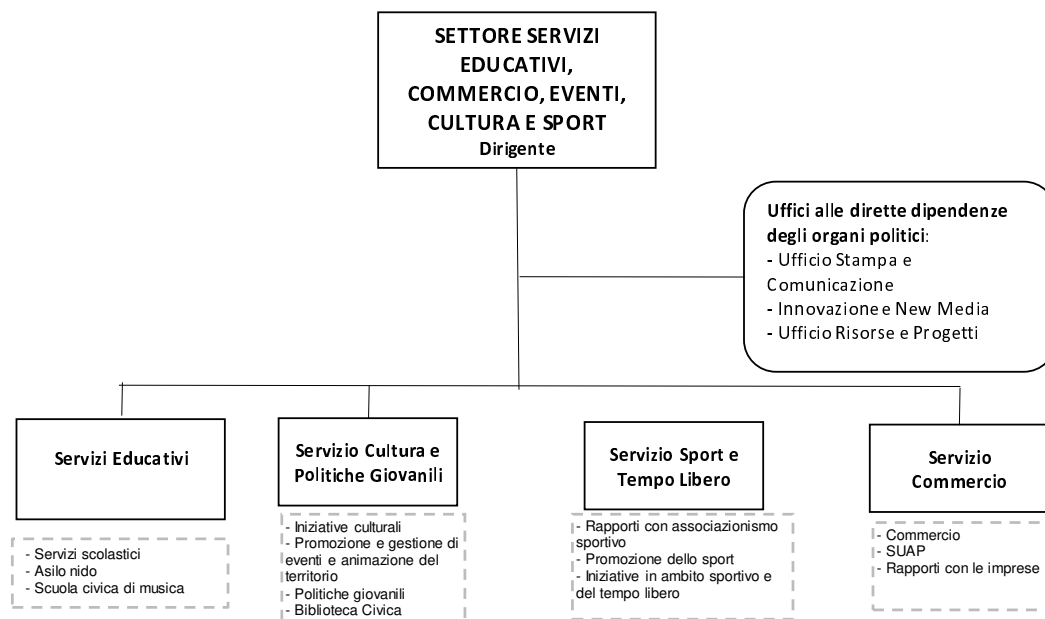 SETTORE SERVIZI
EDUCATIVI,
COMMERCIO, EVENTI,
CULTURA E SPORT
Dirigente
Uffici alle dirette dipendenze
degli organi politici:
- Ufficio Stampa e
Comunicazione
- Innovazione e New Media
- Ufficio Risorse e Progetti
Servizi Educativi
- Servizi scolastici
- Asilo nido
- Scuola civica di musica
Servizio Cultura e
Politiche Giovanili
- Iniziative culturali
- Promozione e gestione di
eventi e animazione del
territorio
- Politiche giovanili
- Biblioteca Civica
Servizio Sport e
Tempo Libero
- Rapporti con associazionismo
sportivo
- Promozione dello sport
- Iniziative in ambito sportivo e
del tempo libero
Servizio
Commercio
- Commercio
- SUAP
- Rapporti con le imprese